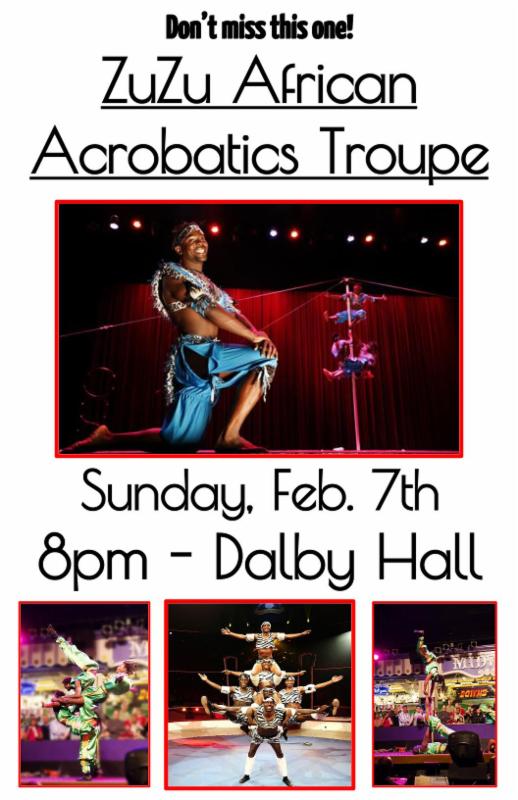 Don't miss this one!
ZuZu African
Acrobatics Troupe
Sunday, Feb. 7th
8pm - Dalby Hall